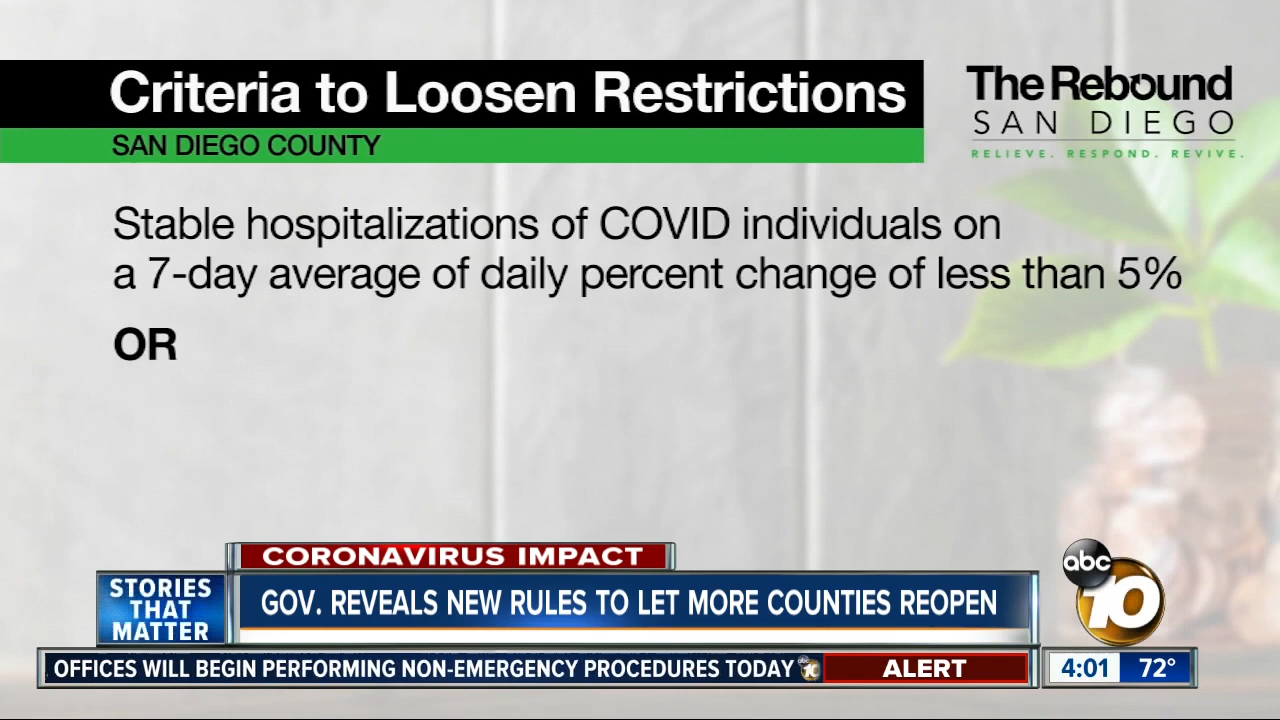 Criteria to Loosen Restrictions
SAN DIEGO COUNTY
The Rebound
SAN DIEGO
RELIEVE. RESPOND. REVIVE.
Stable hospitalizations of COVID individuals on
a 7-day average of daily percent change of less than 5%
OR
CORONAVIRUS IMPACT
STORIES
THAT
MATTER
GOV. REVEALS NEW RULES TO LET MORE COUNTIES REOPEN
abc
10
OFFICES WILL BEGIN PERFORMING NON-EMERGENCY PROCEDURES TODAY abc 10
ALERT
4:01 72°